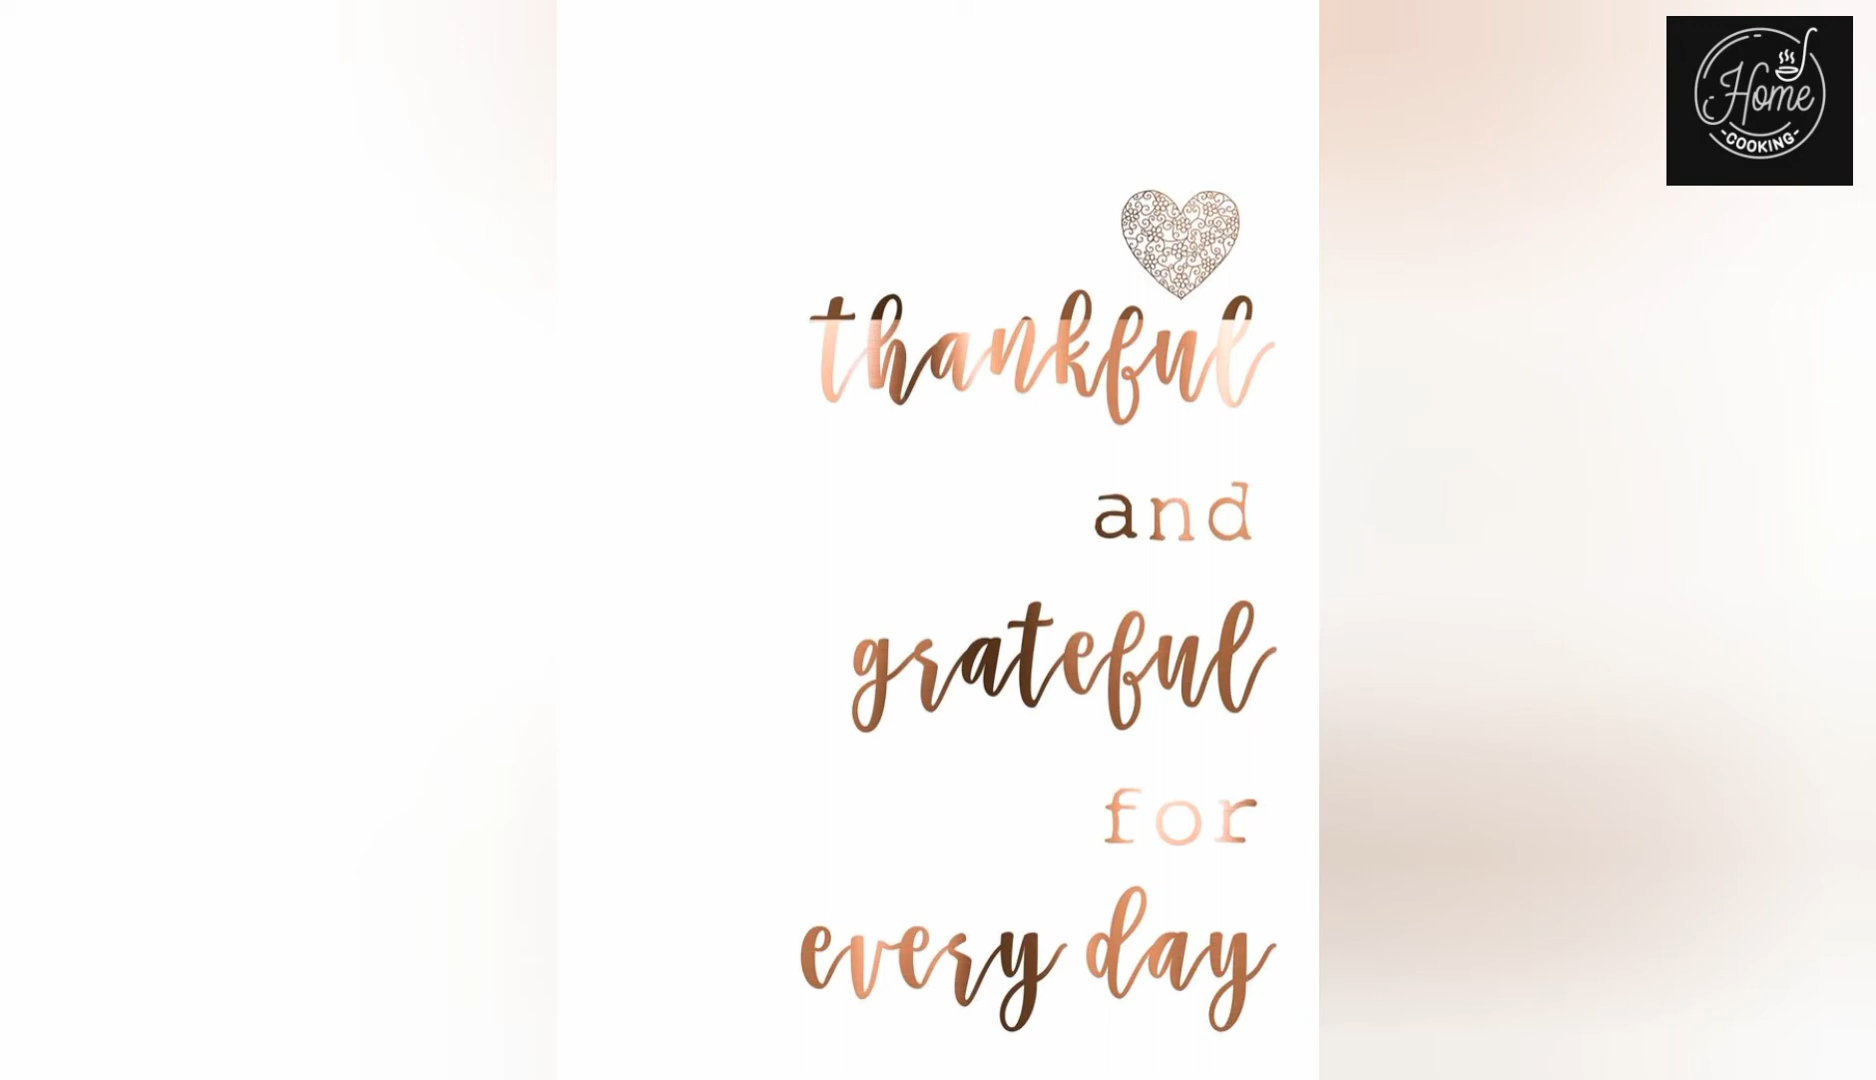 Home
-COOKING-
thankful
and
grateful
for
every day